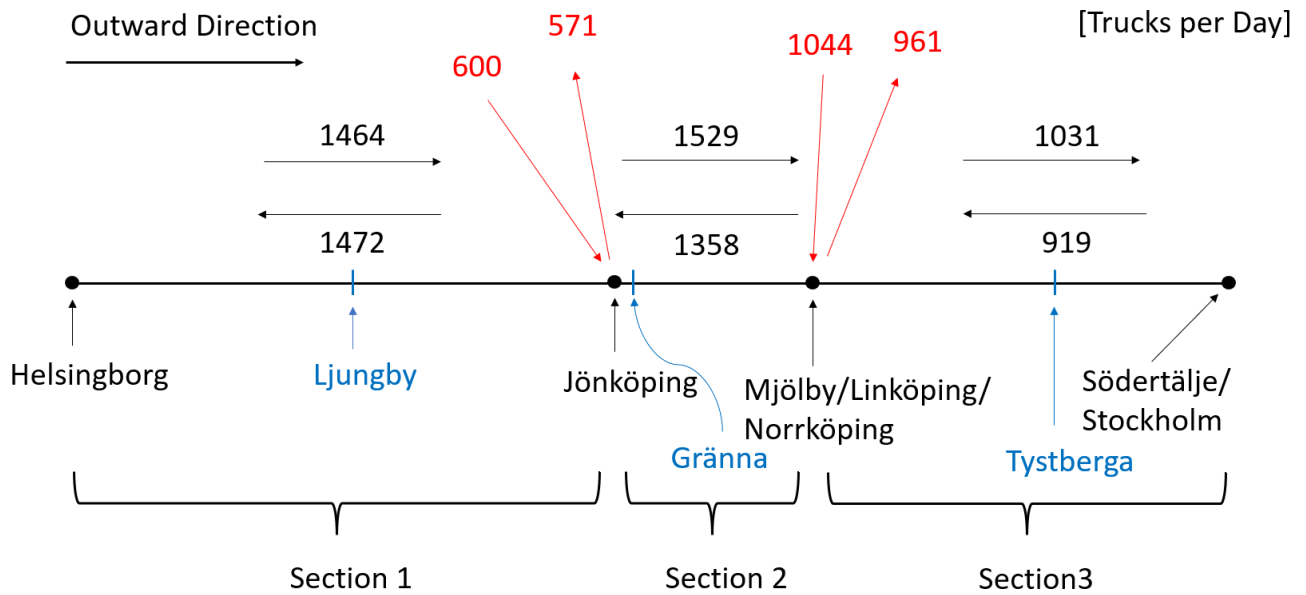 Outward Direction
571
1044
961
[Trucks per Day]
600
1464
1529
1031
1472
1358
919
Helsingborg
Ljungby
Jönköping
Mjölby/Linköping/
Norrköping
Södertälje/
Stockholm
Gränna
Tystberga
Section 1
Section 2
Section3